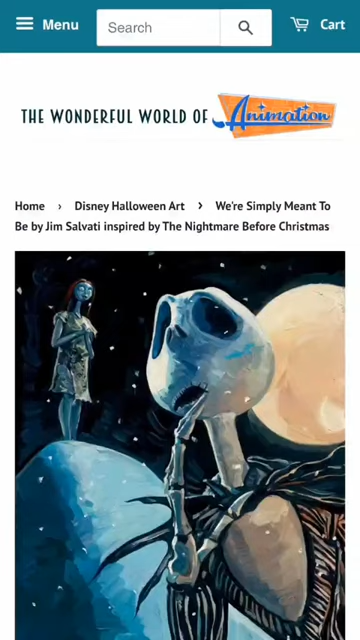 Menu
Search
Cart
THE WONDERFUL WORLD OF Animation
Home › Disney Halloween Art › We're Simply Meant To
Be by Jim Salvati inspired by The Nightmare Before Christmas